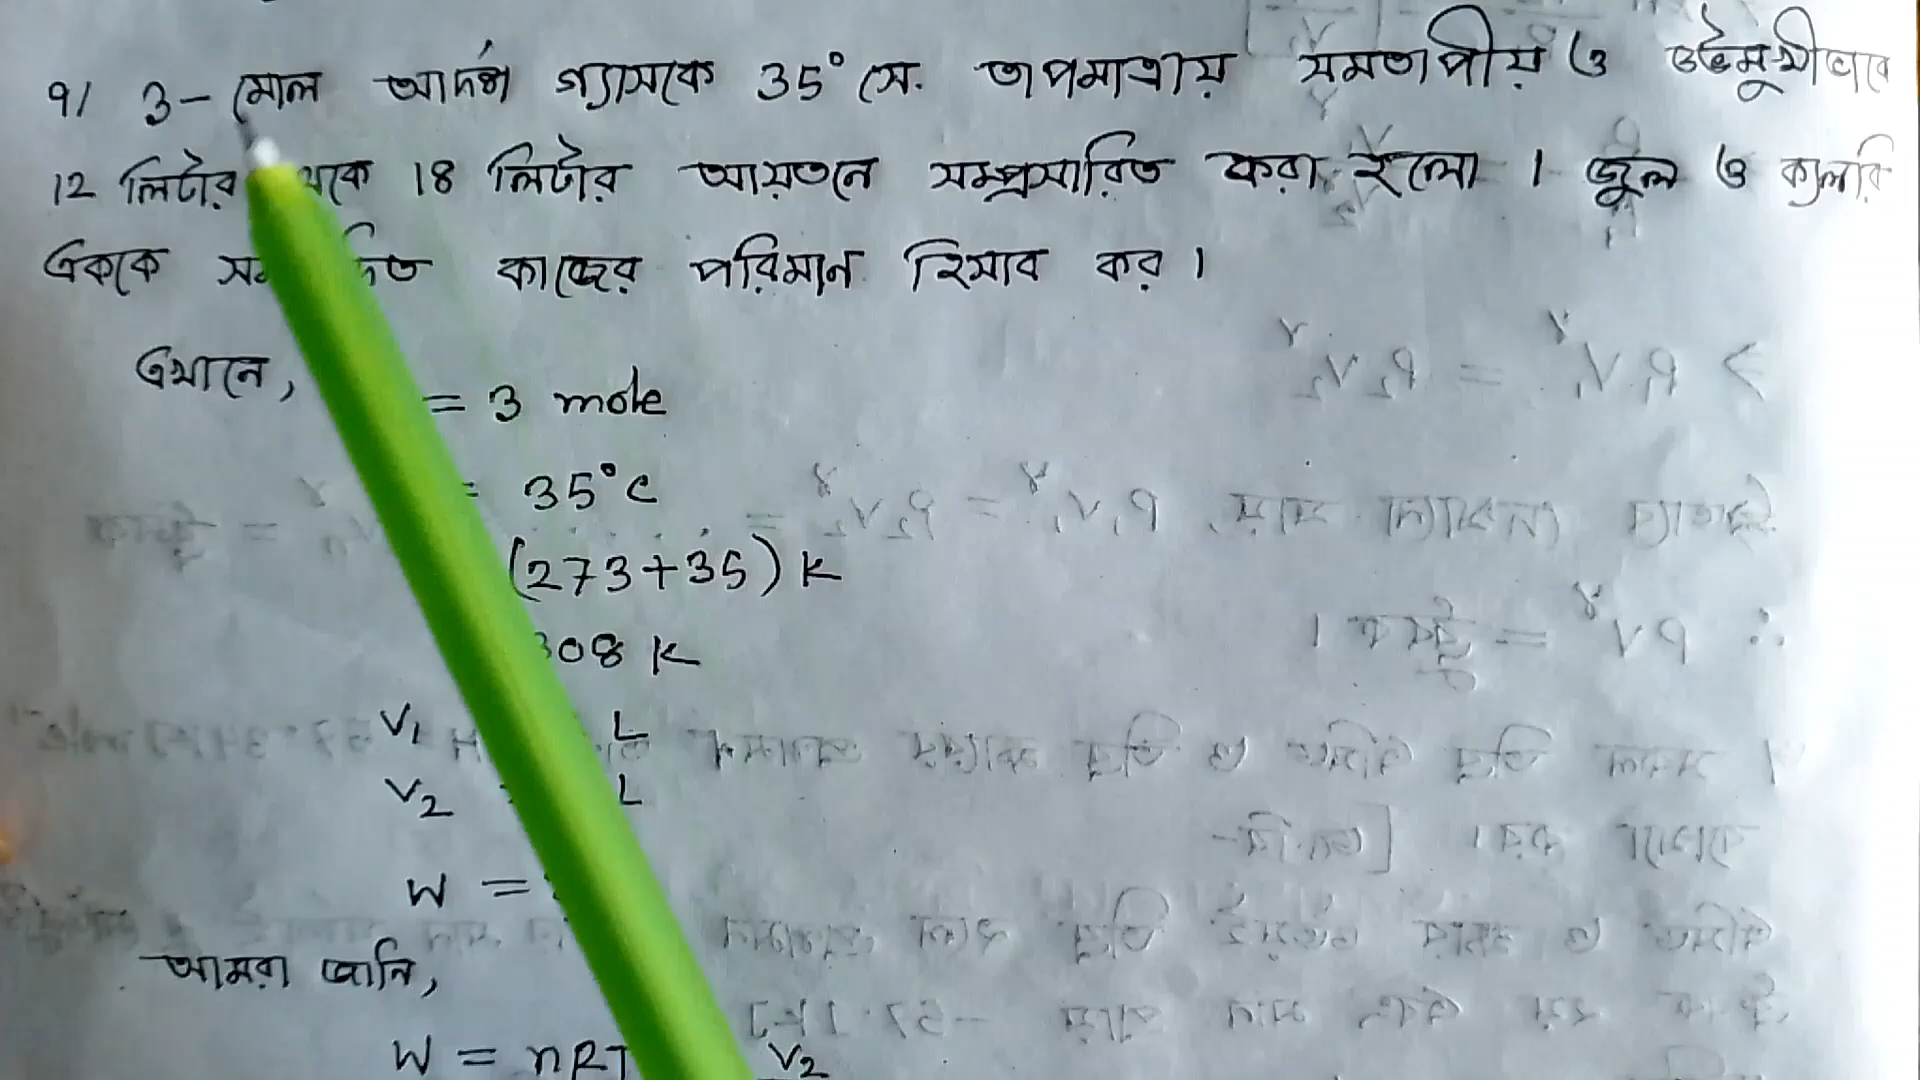 ৭/ 3-মোল আদর্শ গ্যাসকে 35° সে. তাপমাত্রায় সমতাপীয় ও উভমুখীভাবে
12 লিটার থেকে 18 লিটার আয়তনে সম্প্রসারিত করা হলো । জুল ও ক্যালরি
এককে কাজের পরিমান হিসাব কর ।
এখানে,
= 3 mole
= 35°C
(273+35) K
308 K
V₁ L
V₂ L
W =
আমরা জানি,
W = nRT V₂